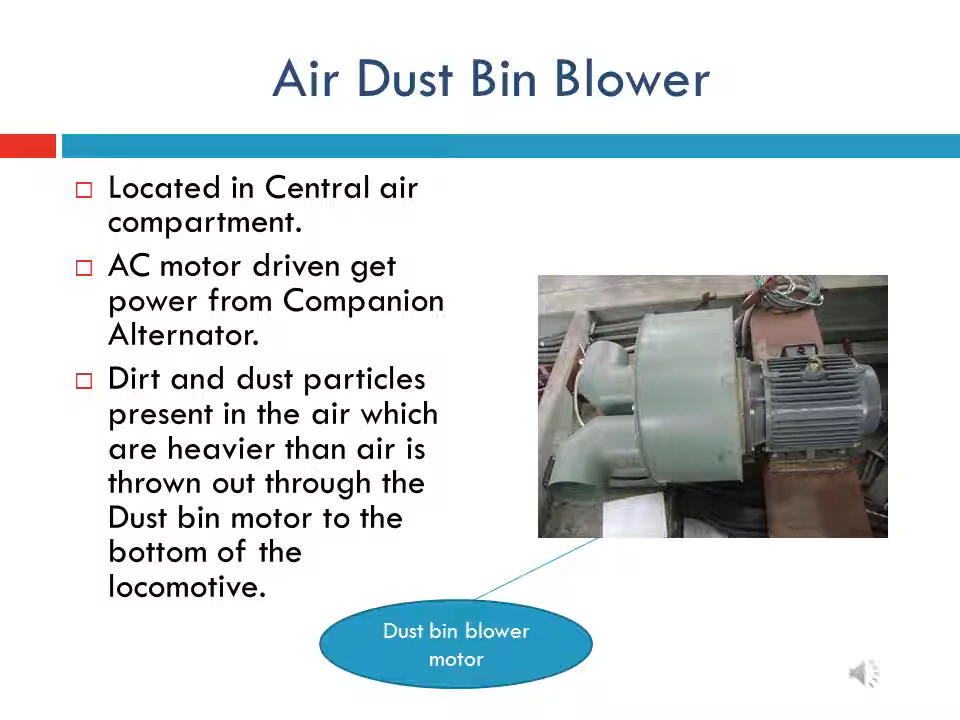 Air Dust Bin Blower
Located in Central air
compartment.
AC motor driven get
power from Companion
Alternator.
Dirt and dust particles
present in the air which
are heavier than air is
thrown out through the
Dust bin motor to the
bottom of the
locomotive.
Dust bin blower
motor